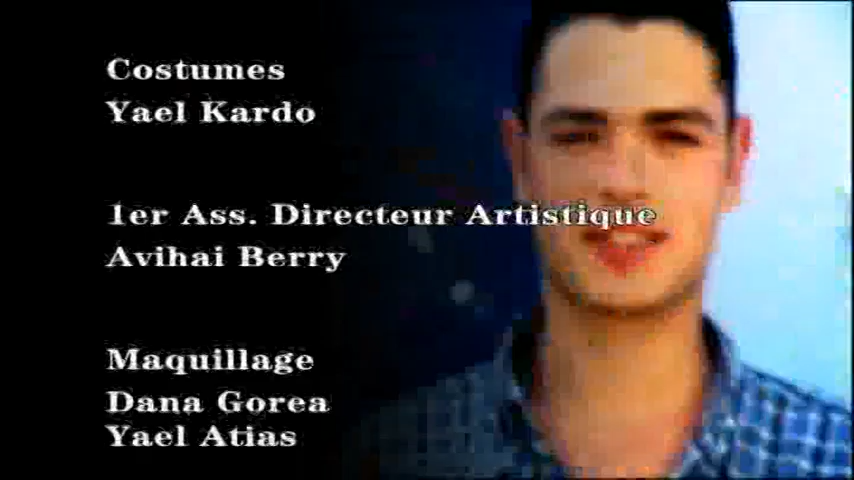 Costumes
Yael Kardo
1er Ass. Directeur Artistique
Avihai Berry
Maquillage
Dana Gorea
Yael Atias